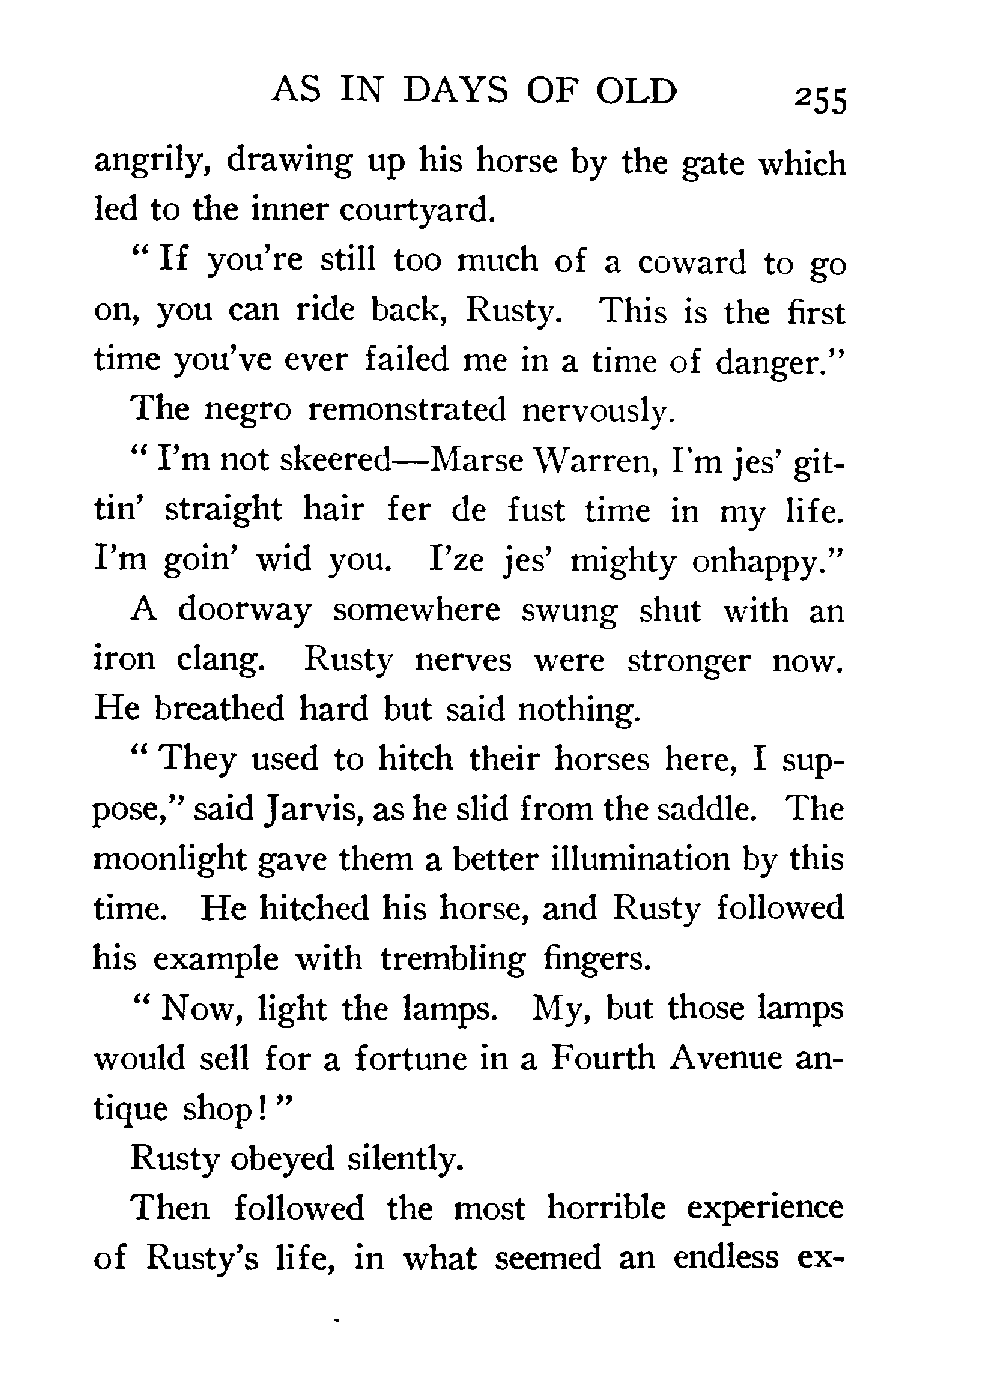 AS IN DAYS OF OLD 255
angrily, drawing up his horse by the gate which
led to the inner courtyard.
“ If you’re still too much of a coward to go
on, you can ride back, Rusty. This is the first
time you’ve ever failed me in a time of danger.”
The negro remonstrated nervously.
“ I’m not skeered—Marse Warren, I’m jes’ git-
tin’ straight hair fer de fust time in my life.
I’m goin’ wid you. I’ze jes’ mighty onhappy.”
A doorway somewhere swung shut with an
iron clang. Rusty nerves were stronger now.
He breathed hard but said nothing.
“ They used to hitch their horses here, I sup-
pose,” said Jarvis, as he slid from the saddle. The
moonlight gave them a better illumination by this
time. He hitched his horse, and Rusty followed
his example with trembling fingers.
“ Now, light the lamps. My, but those lamps
would sell for a fortune in a Fourth Avenue an-
tique shop! ”
Rusty obeyed silently.
Then followed the most horrible experience
of Rusty’s life, in what seemed an endless ex-